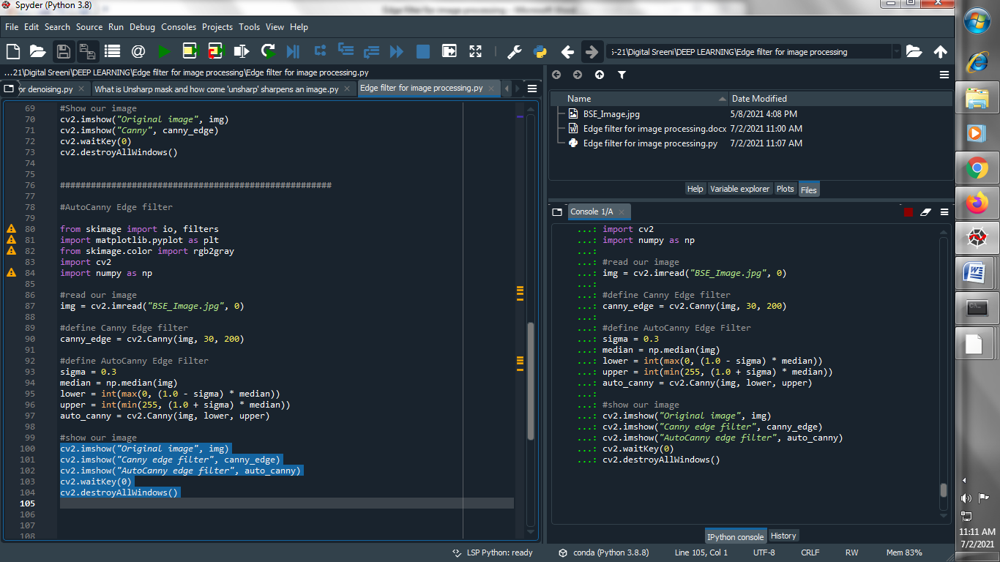 Spyder (Python 3.8)
Edge filter for image processing - Microsoft Word
File Edit Search Source Run Debug Consoles Projects Tools View Help
5-21\Digital Sreeni\DEEP LEARNING\Edge filter for image processing
...21\Digital Sreeni\DEEP LEARNING\Edge filter for image processing\Edge filter for image processing.py
or denoising.py What is Unsharp mask and how come 'unsharp' sharpens an image.py Edge filter for image processing.py
69 #Show our image
70 cv2.imshow("Original image", img)
71 cv2.imshow("Canny", canny_edge)
72 cv2.waitKey(0)
73 cv2.destroyAllWindows()
74
75
76 #####################################################
77
78 #AutoCanny Edge filter
79
80 from skimage import io, filters
81 import matplotlib.pyplot as plt
82 from skimage.color import rgb2gray
83 import cv2
84 import numpy as np
85
86 #read our image
87 img = cv2.imread("BSE_Image.jpg", 0)
88
89 #define Canny Edge filter
90 canny_edge = cv2.Canny(img, 30, 200)
91
92 #define AutoCanny Edge Filter
93 sigma = 0.3
94 median = np.median(img)
95 lower = int(max(0, (1.0 - sigma) * median))
96 upper = int(min(255, (1.0 + sigma) * median))
97 auto_canny = cv2.Canny(img, lower, upper)
98
99 #show our image
100 cv2.imshow("Original image", img)
101 cv2.imshow("Canny edge filter", canny_edge)
102 cv2.imshow("AutoCanny edge filter", auto_canny)
103 cv2.waitKey(0)
104 cv2.destroyAllWindows()
105
106
107
108
Name Date Modified
BSE_Image.jpg 5/8/2021 4:08 PM
Edge filter for image processing.docx 7/2/2021 11:00 AM
Edge filter for image processing.py 7/2/2021 11:07 AM
Help Variable explorer Plots Files
Console 1/A
...: import cv2
...: import numpy as np
...:
...: #read our image
...: img = cv2.imread("BSE_Image.jpg", 0)
...:
...: #define Canny Edge filter
...: canny_edge = cv2.Canny(img, 30, 200)
...:
...: #define AutoCanny Edge Filter
...: sigma = 0.3
...: median = np.median(img)
...: lower = int(max(0, (1.0 - sigma) * median))
...: upper = int(min(255, (1.0 + sigma) * median))
...: auto_canny = cv2.Canny(img, lower, upper)
...:
...: #show our image
...: cv2.imshow("Original image", img)
...: cv2.imshow("Canny edge filter", canny_edge)
...: cv2.imshow("AutoCanny edge filter", auto_canny)
...: cv2.waitKey(0)
...: cv2.destroyAllWindows()
IPython console History
LSP Python: ready conda (Python 3.8.8) Line 105, Col 1 UTF-8 CRLF RW Mem 83%
11:11 AM
7/2/2021